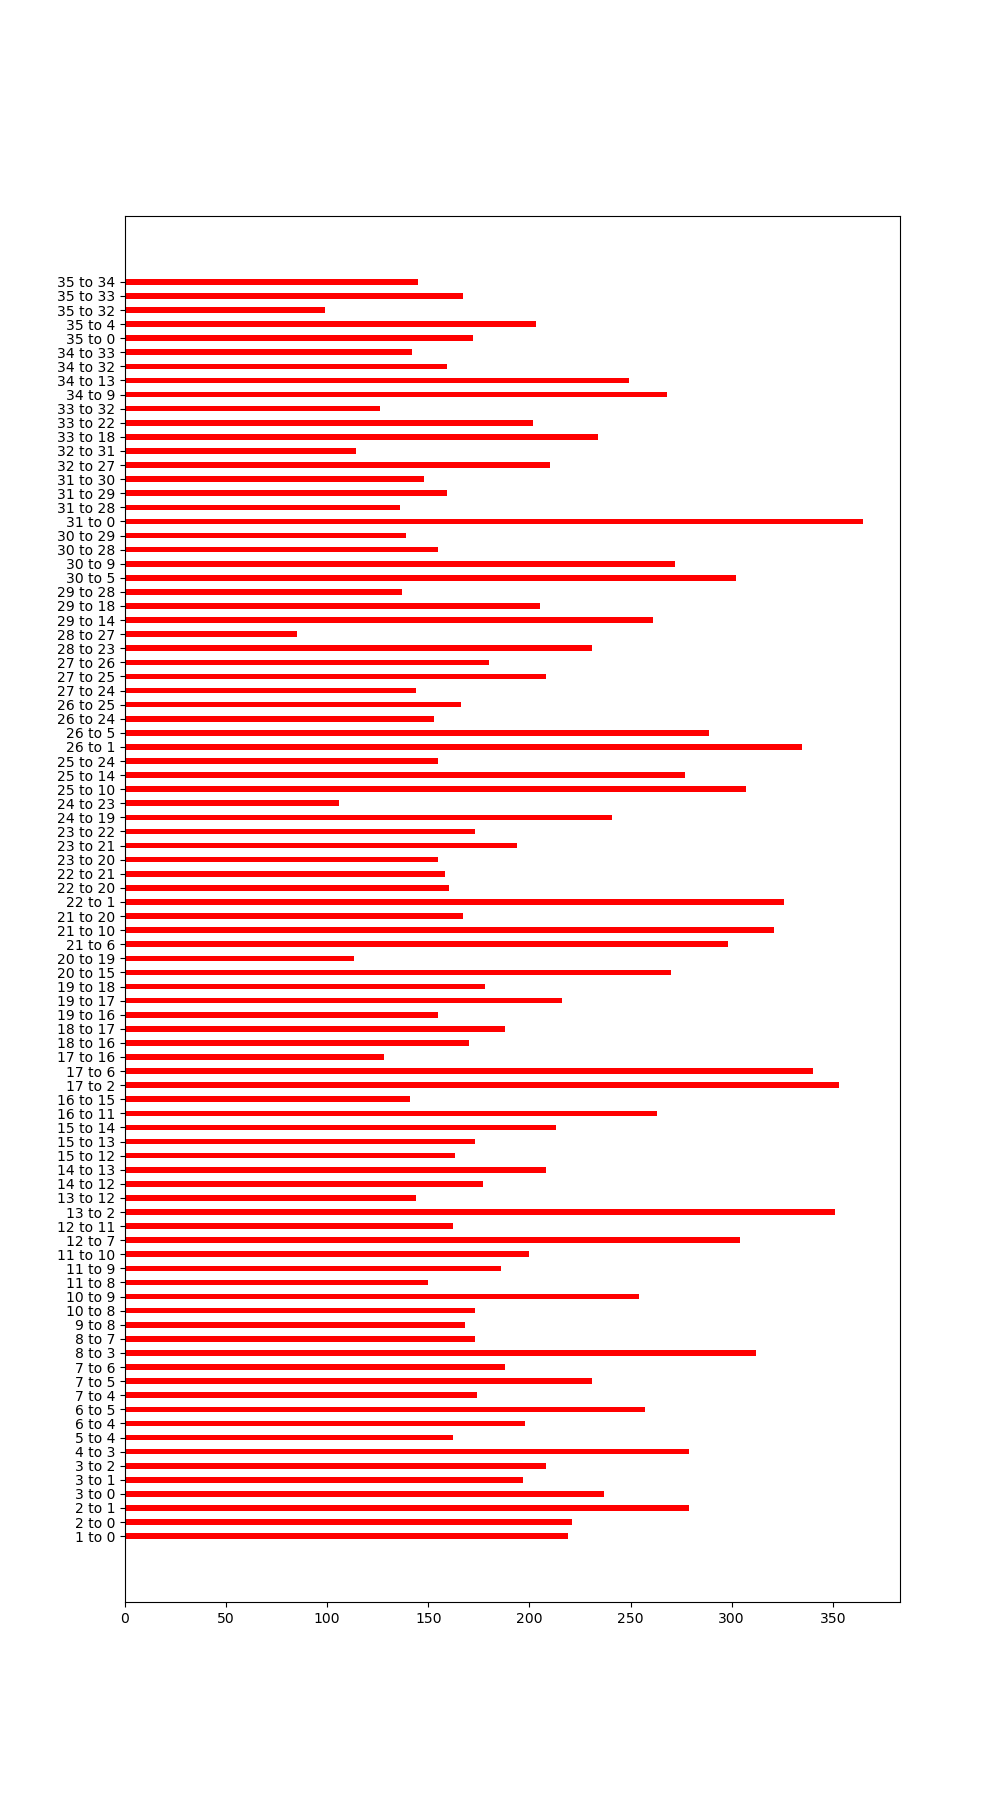 35 to 34
35 to 33
35 to 32
35 to 4
35 to 0
34 to 33
34 to 32
34 to 13
34 to 9
33 to 32
33 to 22
33 to 18
32 to 31
32 to 27
31 to 30
31 to 29
31 to 28
31 to 0
30 to 29
30 to 28
30 to 9
30 to 5
29 to 28
29 to 18
29 to 14
28 to 27
28 to 23
27 to 26
27 to 25
27 to 24
26 to 25
26 to 24
26 to 5
26 to 1
25 to 24
25 to 14
25 to 10
24 to 23
24 to 19
23 to 22
23 to 21
23 to 20
22 to 21
22 to 20
22 to 1
21 to 20
21 to 10
21 to 6
20 to 19
20 to 15
19 to 18
19 to 17
19 to 16
18 to 17
18 to 16
17 to 16
17 to 6
17 to 2
16 to 15
16 to 11
15 to 14
15 to 13
15 to 12
14 to 13
14 to 12
13 to 12
13 to 2
12 to 11
12 to 7
11 to 10
11 to 9
11 to 8
10 to 9
10 to 8
9 to 8
8 to 7
8 to 3
7 to 6
7 to 5
7 to 4
6 to 5
6 to 4
5 to 4
4 to 3
3 to 2
3 to 1
3 to 0
2 to 1
2 to 0
1 to 0
0 50 100 150 200 250 300 350